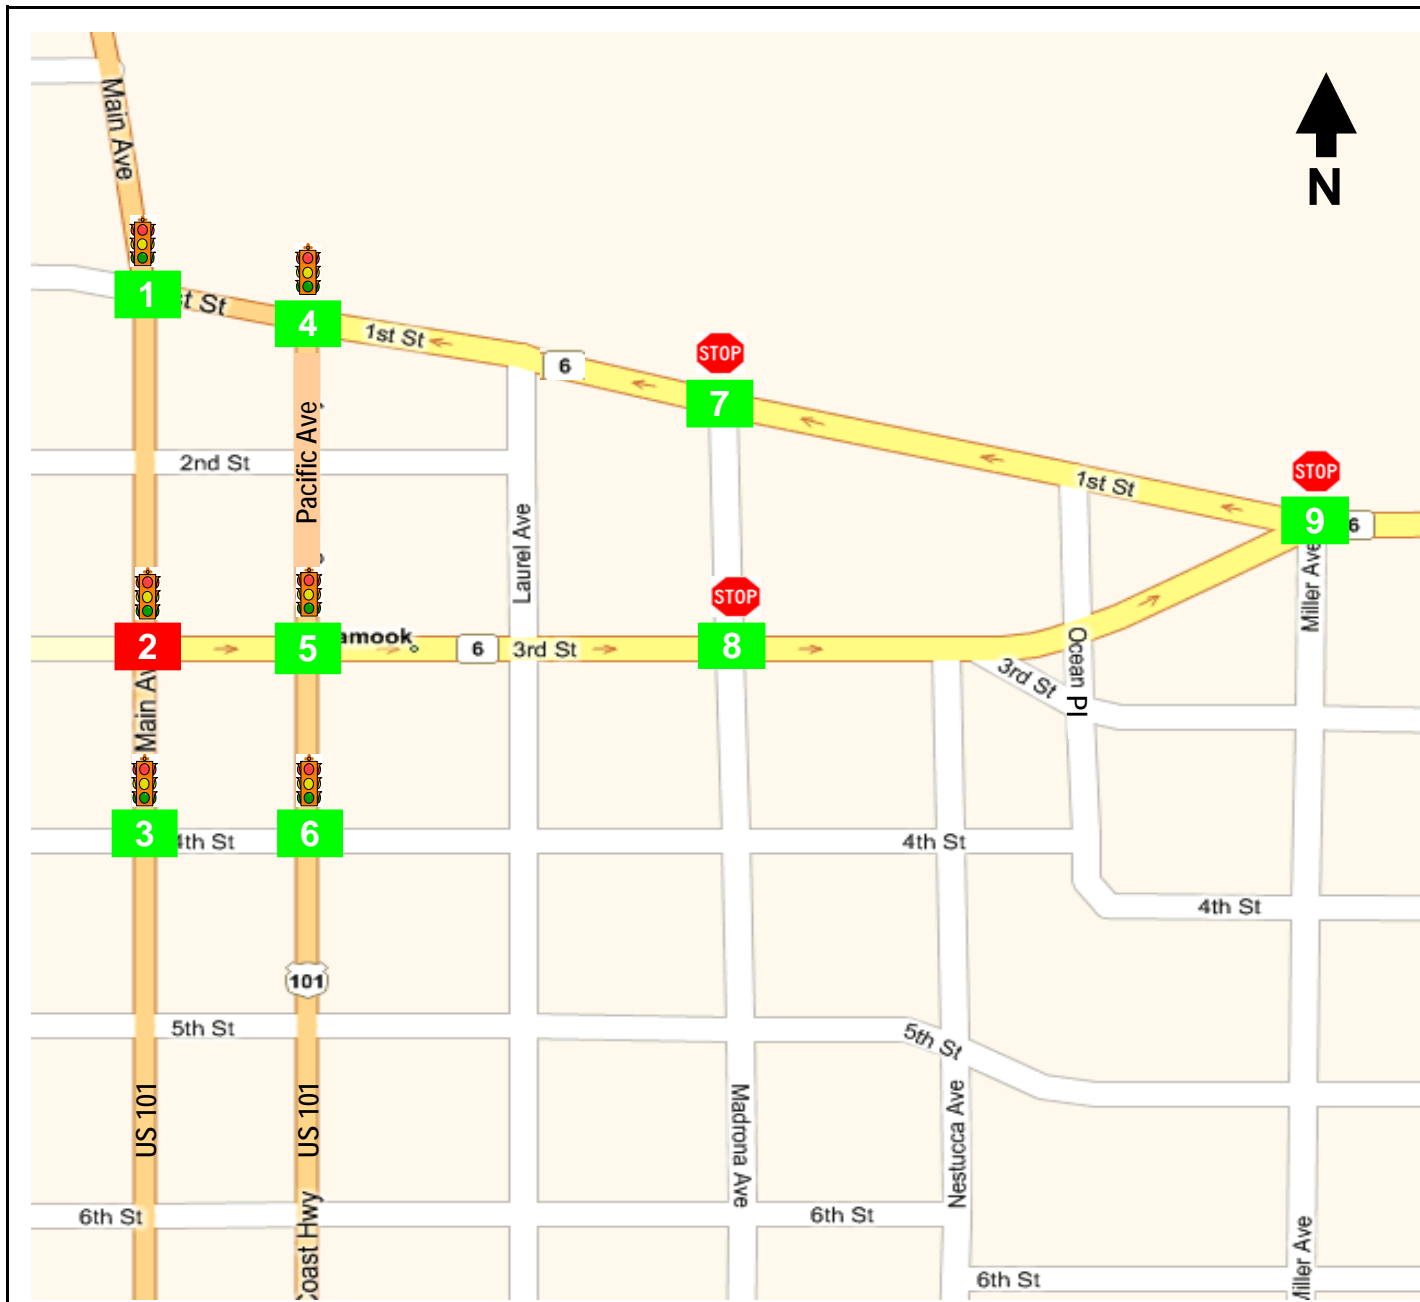 Main Ave
N
1
st St
4
1st St
6
STOP
7
2nd St
Pacific Ave
Laurel Ave
1st St
STOP
9
6
Miller Ave
2
5
amook
6
3rd St
STOP
8
Main Av
3rd St
Ocean Pl
3
4th St
6
4th St
4th St
101
5th St
5th St
US 101
US 101
Madrona Ave
Nestucca Ave
6th St
Coast Hwy
6th St
6th St
Miller Ave